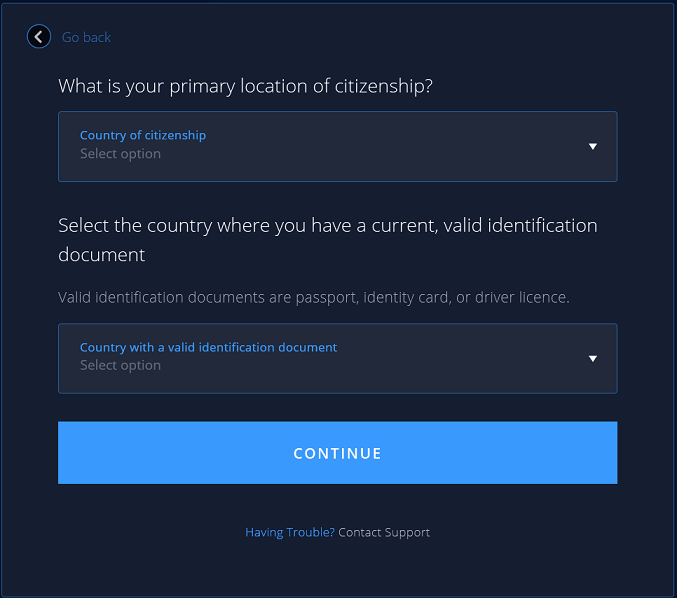 Go back
What is your primary location of citizenship?
Country of citizenship
Select option
Select the country where you have a current, valid identification
document
Valid identification documents are passport, identity card, or driver licence.
Country with a valid identification document
Select option
CONTINUE
Having Trouble? Contact Support